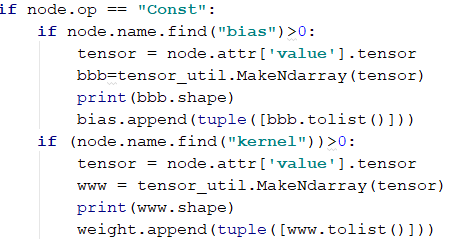 if node.op == "Const":
    if node.name.find("bias")>0:
        tensor = node.attr['value'].tensor
        bbb=tensor_util.MakeNdarray(tensor)
        print(bbb.shape)
        bias.append(tuple([bbb.tolist()]))
    if (node.name.find("kernel"))>0:
        tensor = node.attr['value'].tensor
        www = tensor_util.MakeNdarray(tensor)
        print(www.shape)
        weight.append(tuple([www.tolist()]))